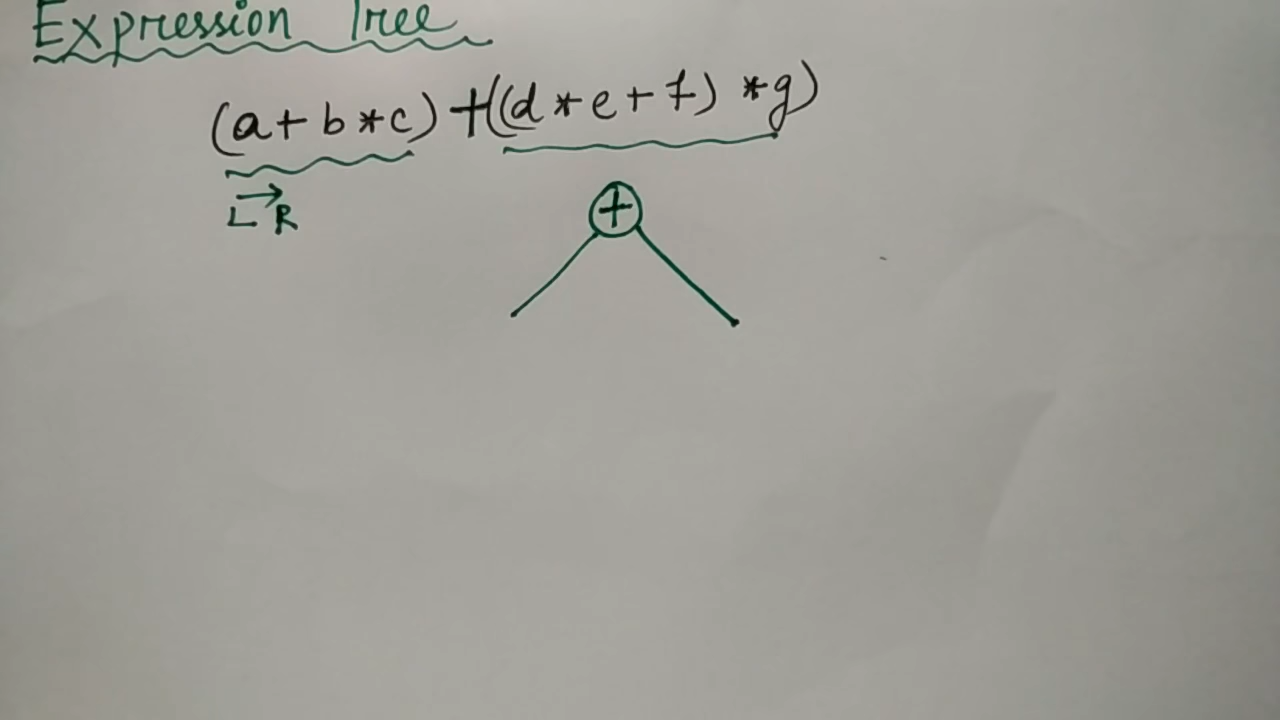 Expression Tree
(a + b * c) + ((d * e + f) * g)
L → R
+